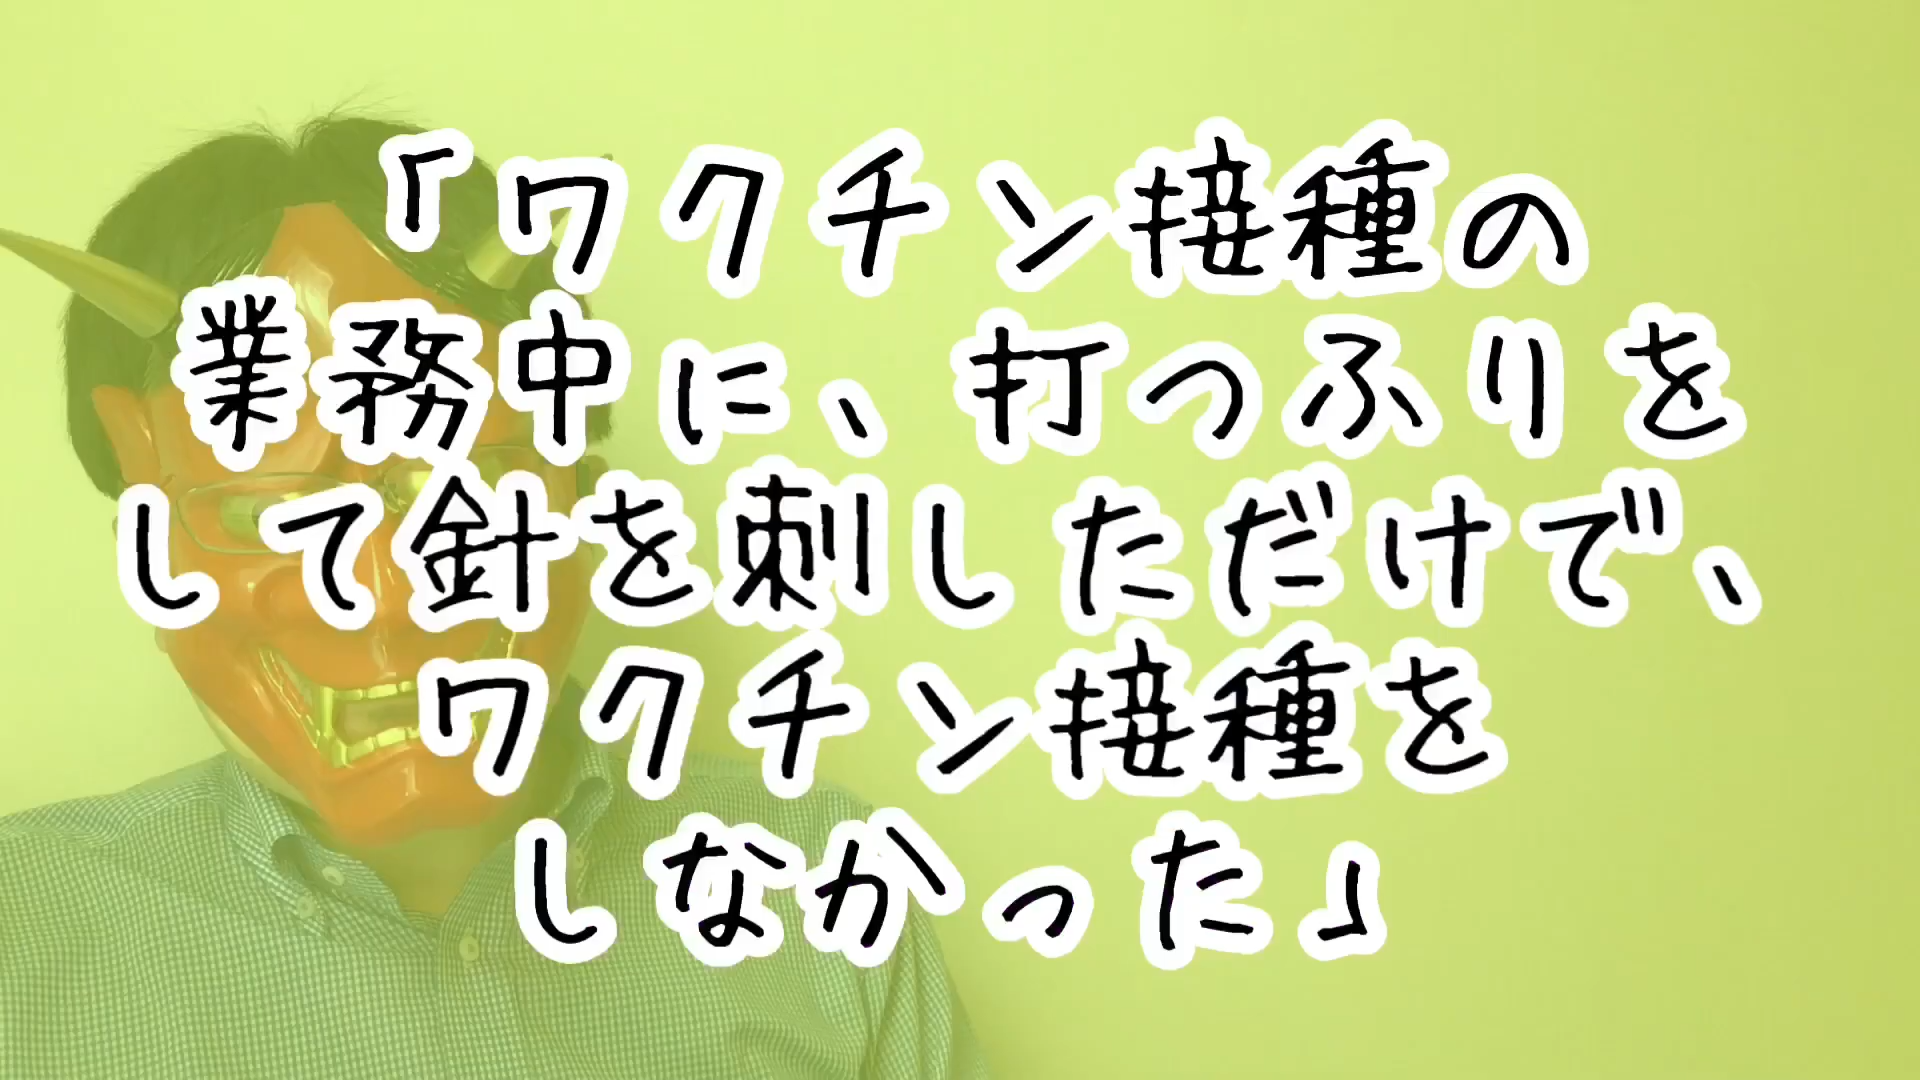 「ワクチン接種の
業務中に、打つふりを
して針を刺しただけで、
ワクチン接種を
しなかった」